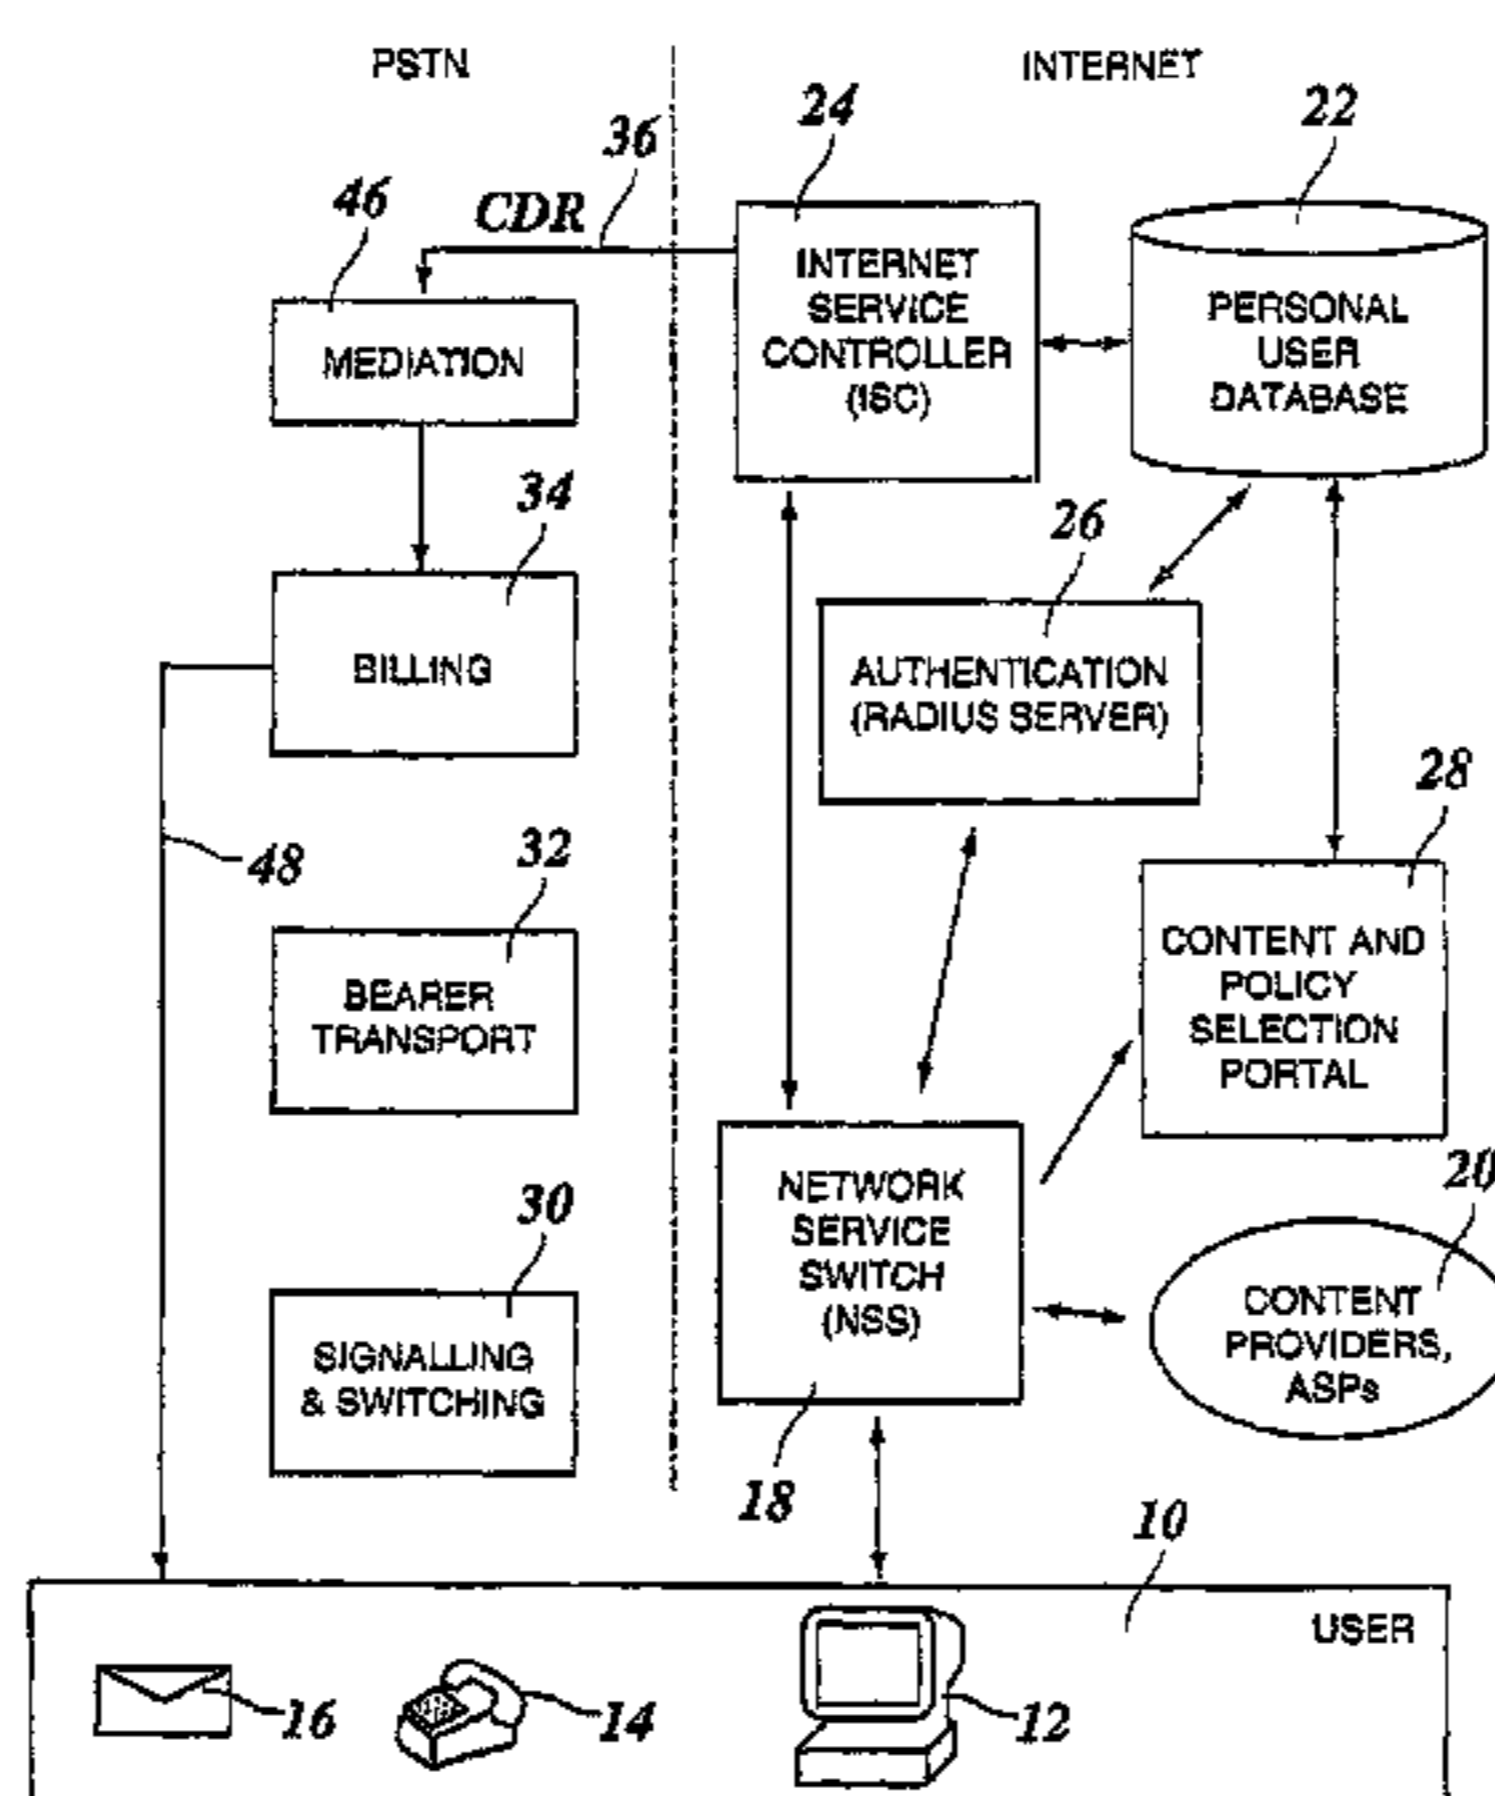 PSTN
INTERNET
24
22
36
46
CDR
INTERNET
SERVICE
CONTROLLER
(ISC)
PERSONAL
USER
DATABASE
MEDIATION
34
26
BILLING
AUTHENTICATION
(RADIUS SERVER)
28
48
32
BEARER
TRANSPORT
CONTENT AND
POLICY
SELECTION
PORTAL
30
NETWORK
SERVICE
SWITCH
(NSS)
20
CONTENT
PROVIDERS,
ASPs
SIGNALLING
& SWITCHING
18
10
USER
16
14
12